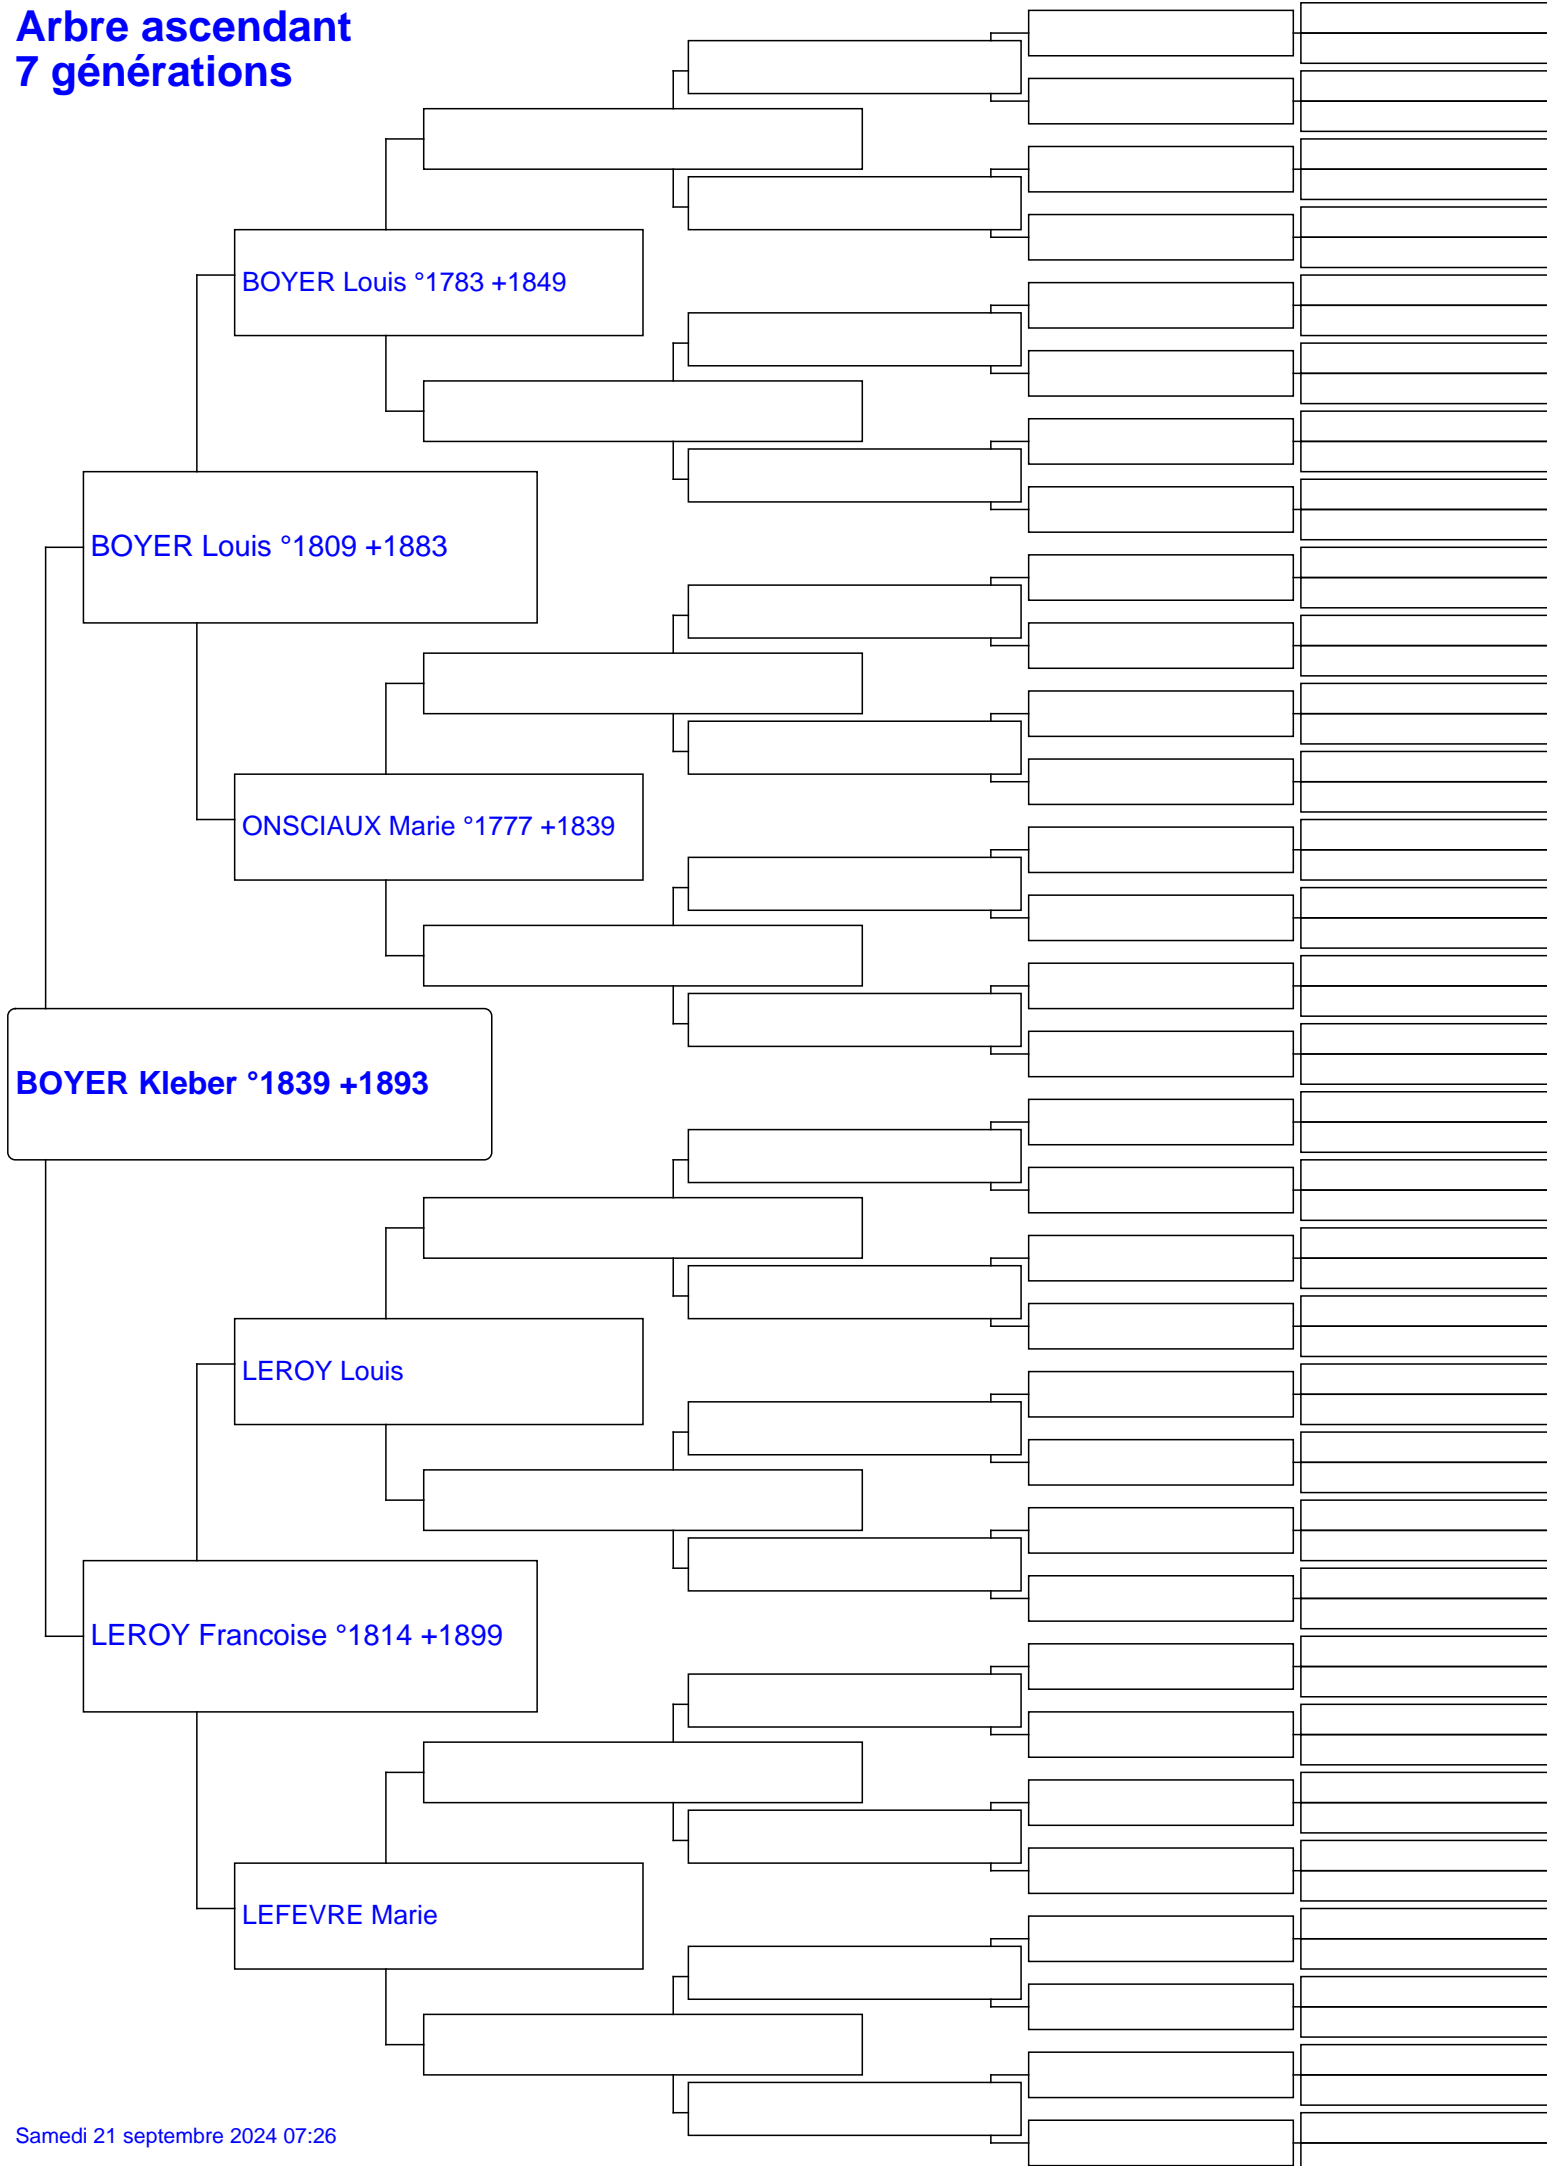 Arbre ascendant
7 générations
BOYER Louis °1783 +1849
BOYER Louis °1809 +1883
ONSCIAUX Marie °1777 +1839
BOYER Kleber °1839 +1893
LEROY Louis
LEROY Francoise °1814 +1899
LEFEVRE Marie
Samedi 21 septembre 2024 07:26